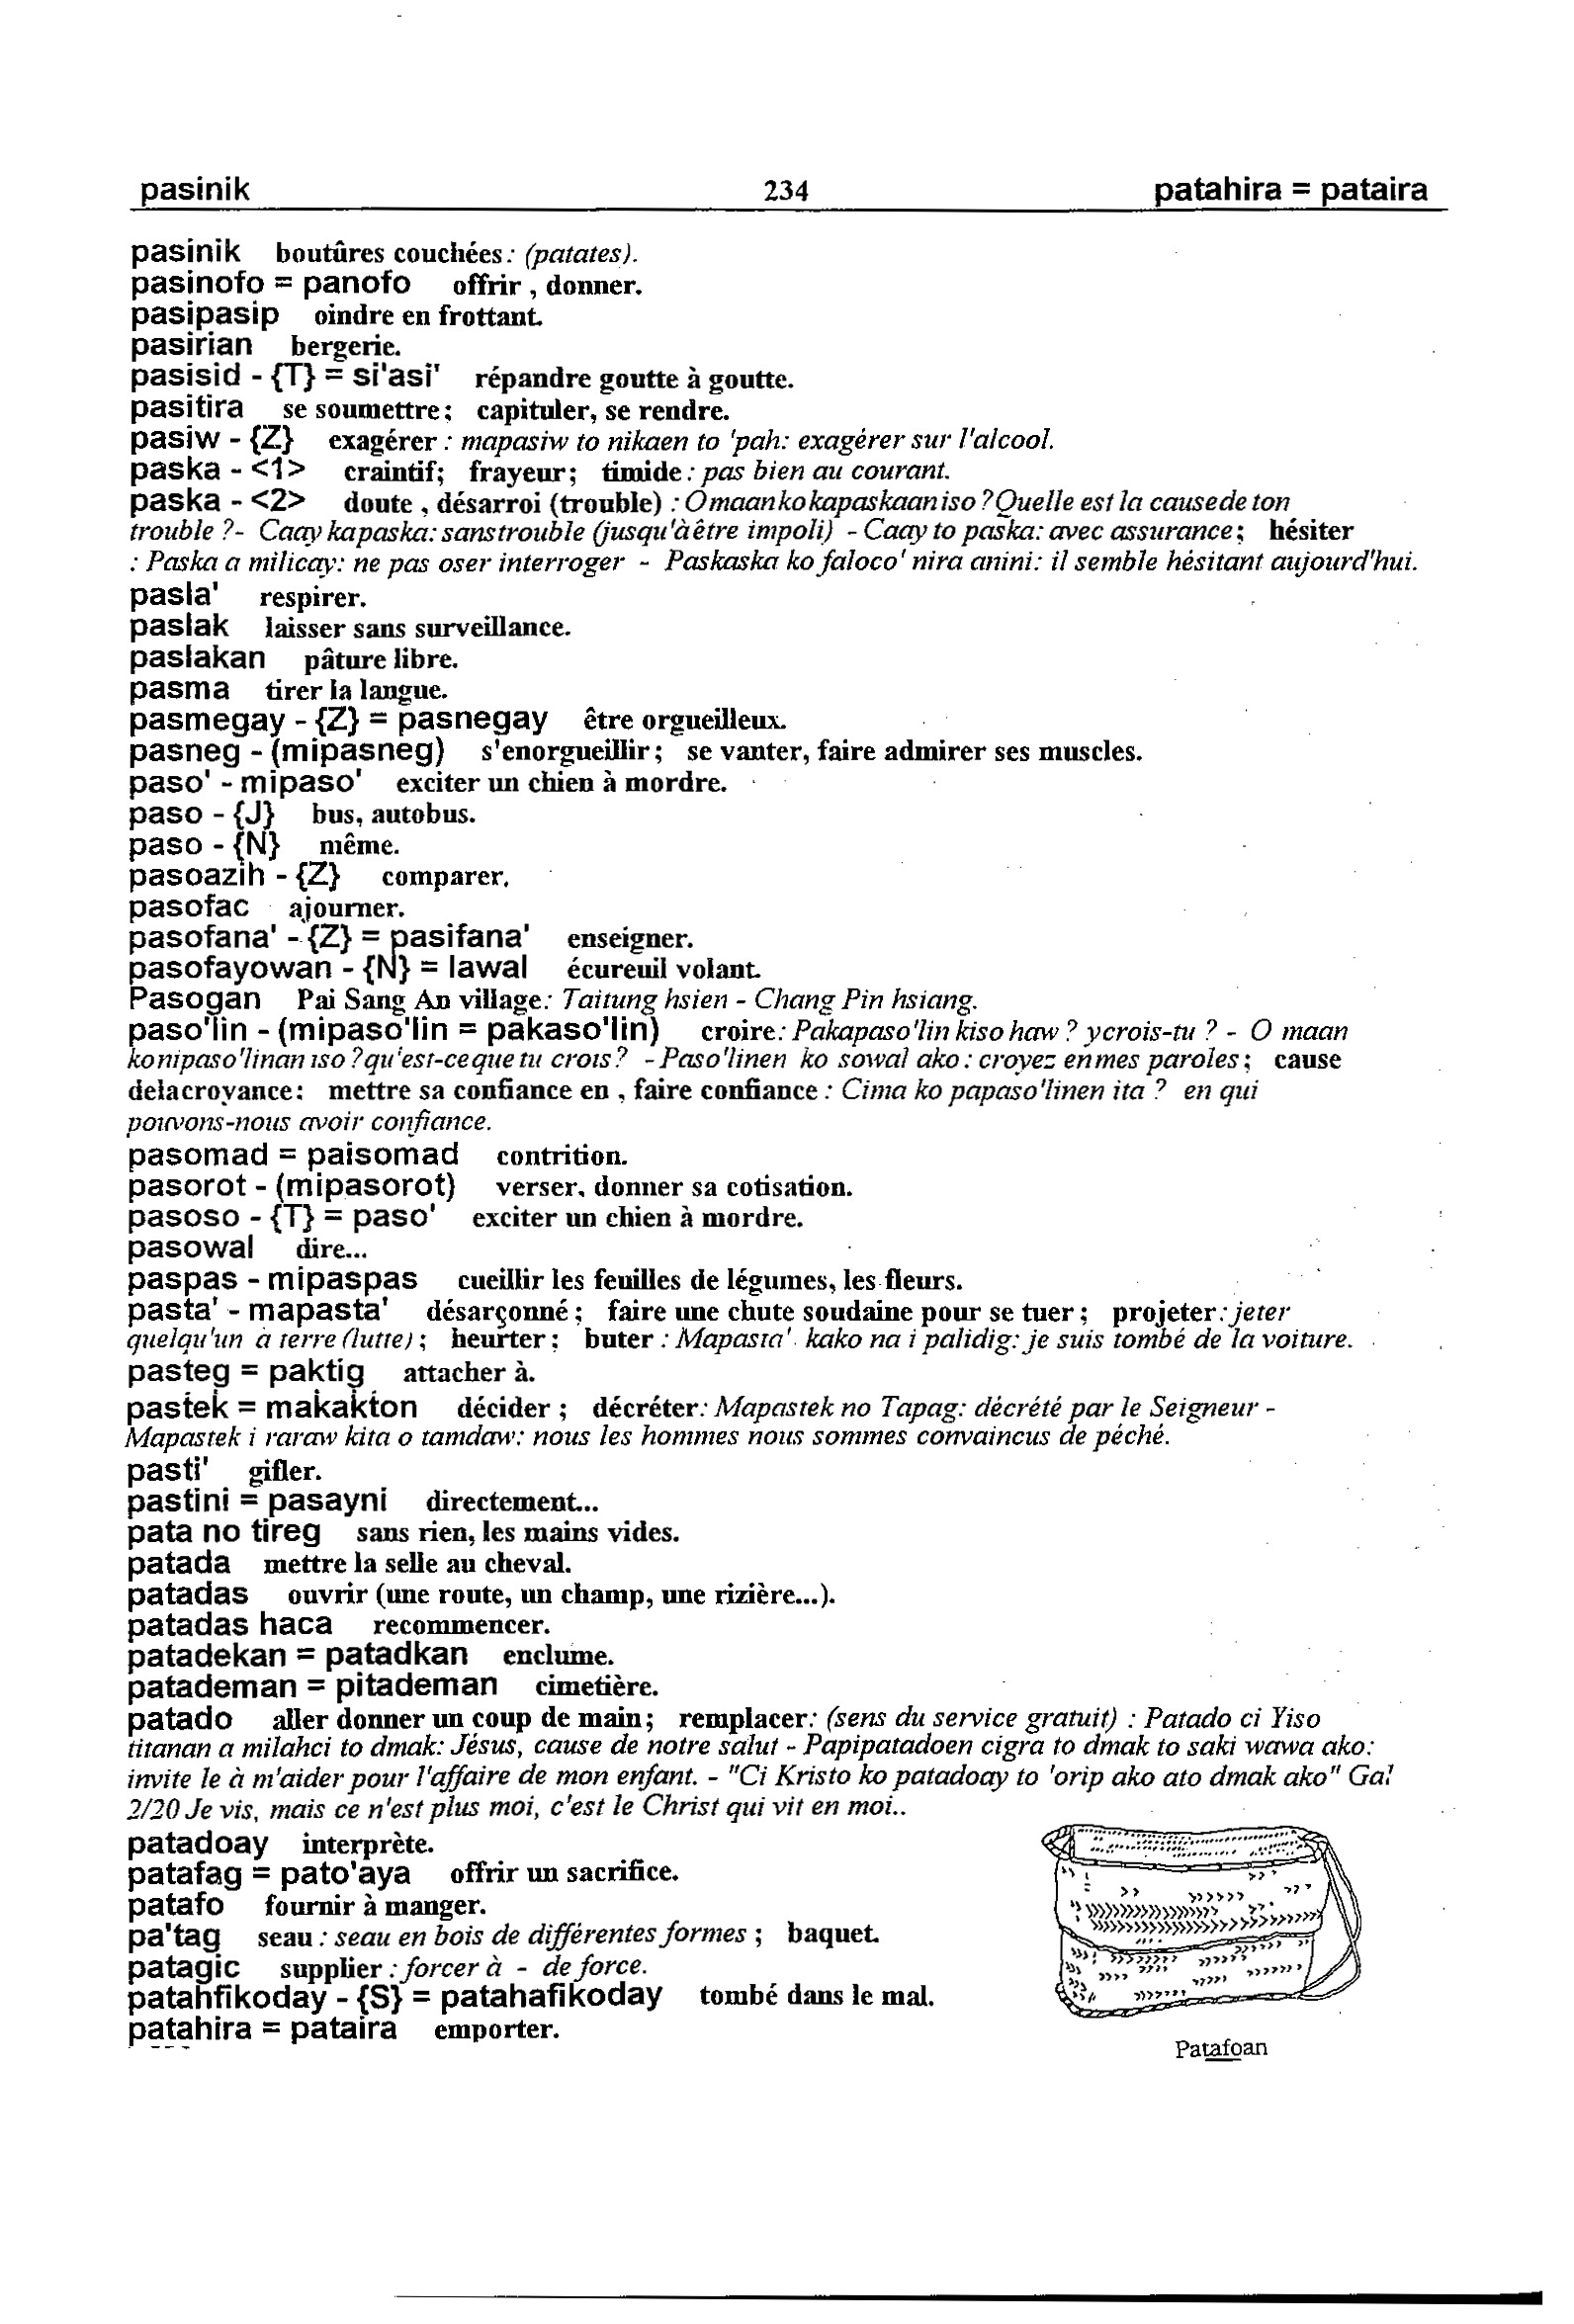 pasinik 234 patahira = pataira
pasinik boutûres couchées : (patates).
pasinofo = panofo offrir , donner.
pasipasip oindre en frottant.
pasirian bergerie.
pasisid - {T} = si'asi' répandre goutte à goutte.
pasitira se soumettre ; capituler, se rendre.
pasiw - {Z} exagérer : mapasiw to nikaen to 'pah: exagérer sur l'alcool.
paska - <1> craintif; frayeur; timide : pas bien au courant.
paska - <2> doute , désarroi (trouble) : O maan ko kapaskaan iso ? Quelle est la cause de ton
trouble ?- Caay kapaska: sans trouble (jusqu'à être impoli) - Caay to paska: avec assurance ; hésiter
: Paska a milicay: ne pas oser interroger - Paskaska ko faloco' nira anini: il semble hésitant aujourd'hui.
pasla' respirer.
paslak laisser sans surveillance.
paslakan pâture libre.
pasma tirer la langue.
pasmegay - {Z} = pasnegay être orgueilleux.
pasneg - (mipasneg) s'enorgueillir ; se vanter, faire admirer ses muscles.
paso' - mipaso' exciter un chien à mordre.
paso - {J} bus, autobus.
paso - {N} même.
pasoazih - {Z} comparer.
pasofac ajourner.
pasofana' - {Z} = pasifana' enseigner.
pasofayowan - {N} = lawal écureuil volant.
Pasogan Pai Sang An village : Taitung hsien - Chang Pin hsiang.
paso'lin - (mipaso'lin = pakaso'lin) croire : Pakapaso'lin kiso haw ? y crois-tu ? - O maan
ko nipaso'linan iso ? qu'est-ce que tu crois ? - Paso'linen ko sowal ako : croyez en mes paroles ; cause
de la croyance ; mettre sa confiance en , faire confiance : Cima ko papaso'linen ita ? en qui
pouvons-nous avoir confiance.
pasomad = paisomad contrition.
pasorot - (mipasorot) verser, donner sa cotisation.
pasoso - {T} = paso' exciter un chien à mordre.
pasowal dire...
paspas - mipaspas cueillir les feuilles de légumes, les fleurs.
pasta' - mapasta' désarçonné ; faire une chute soudaine pour se tuer ; projeter : jeter
quelqu'un à terre (lutte) ; heurter ; buter : Mapasta' kako na i palidig: je suis tombé de la voiture.
pasteg = paktig attacher à.
pastek = makakton décider ; décréter : Mapastek no Tapag: décrété par le Seigneur -
Mapastek i raraw kita o tamdaw: nous les hommes nous sommes convaincus de péché.
pasti' gifler.
pastini = pasayni directement...
pata no tireg sans rien, les mains vides.
patada mettre la selle au cheval.
patadas ouvrir (une route, un champ, une rizière...).
patadas haca recommencer.
patadekan = patadkan enclume.
patademan = pitademan cimetière.
patado aller donner un coup de main ; remplacer : (sens du service gratuit) : Patado ci Yiso
titanan a milahci to dmak: Jésus, cause de notre salut - Papipatadoen cigra to dmak to saki wawa ako:
invite le à m'aider pour l'affaire de mon enfant. - "Ci Kristo ko patadoay to 'orip ako ato dmak ako" Gal
2/20 Je vis, mais ce n'est plus moi, c'est le Christ qui vit en moi..
patadoay interprète.
patafag = pato'aya offrir un sacrifice.
patafo fournir à manger.
pa'tag seau : seau en bois de différentes formes ; baquet.
patagic supplier : forcer à - de force.
patahfikoday - {S} = patahafikoday tombé dans le mal.
patahira = pataira emporter.
Patafoan